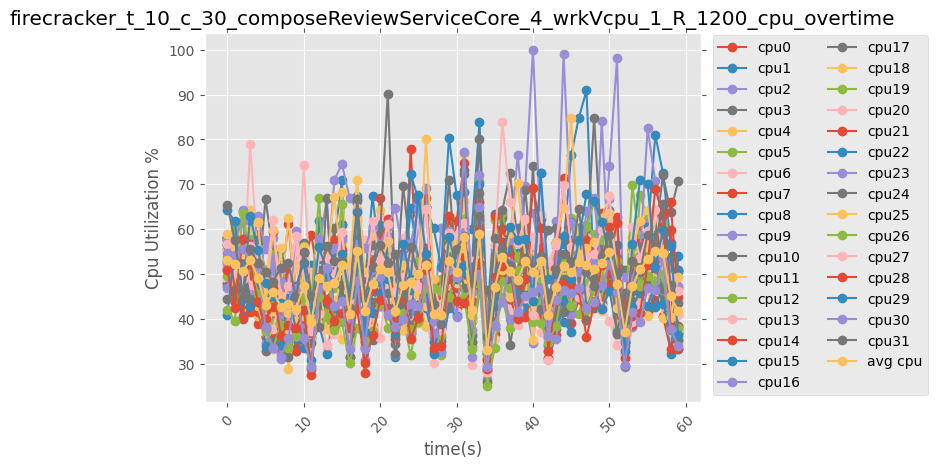 firecracker_t_10_c_30_composeReviewServiceCore_4_wrkVcpu_1_R_1200_cpu_overtime
Cpu Utilization %
100
90
80
70
60
50
40
30
0
10
20
30
40
50
60
time(s)
cpu0
cpu1
cpu2
cpu3
cpu4
cpu5
cpu6
cpu7
cpu8
cpu9
cpu10
cpu11
cpu12
cpu13
cpu14
cpu15
cpu16
cpu17
cpu18
cpu19
cpu20
cpu21
cpu22
cpu23
cpu24
cpu25
cpu26
cpu27
cpu28
cpu29
cpu30
cpu31
avg cpu